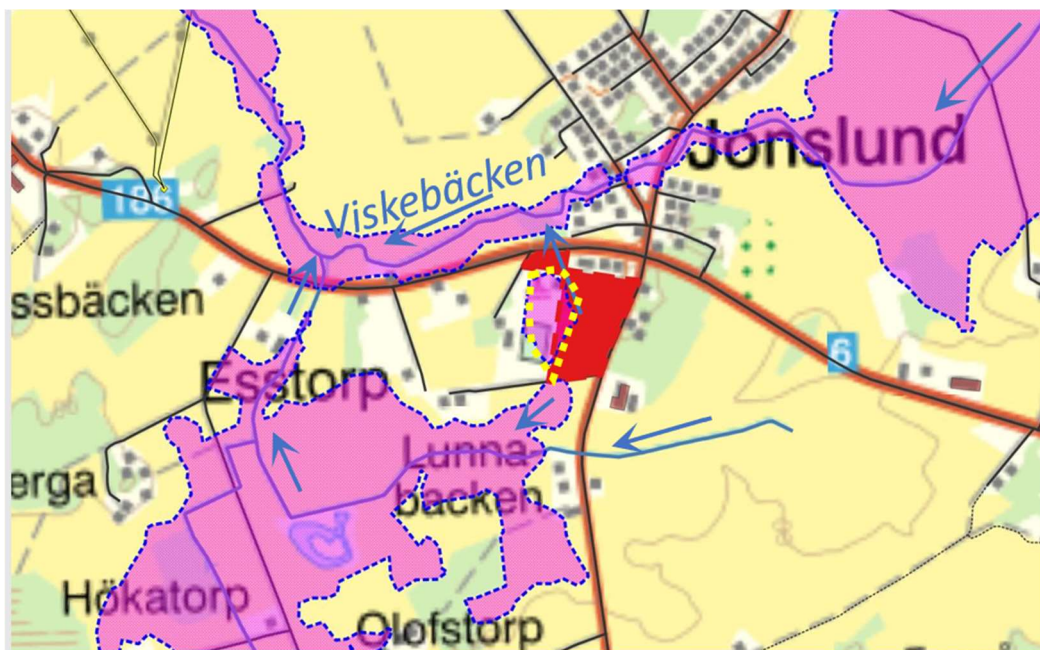 Jonslund
Viskebäcken
186
ssbäcken
6
Esstorp
Lunna-
bäcken
erga
Hökatorp
Olofstorp